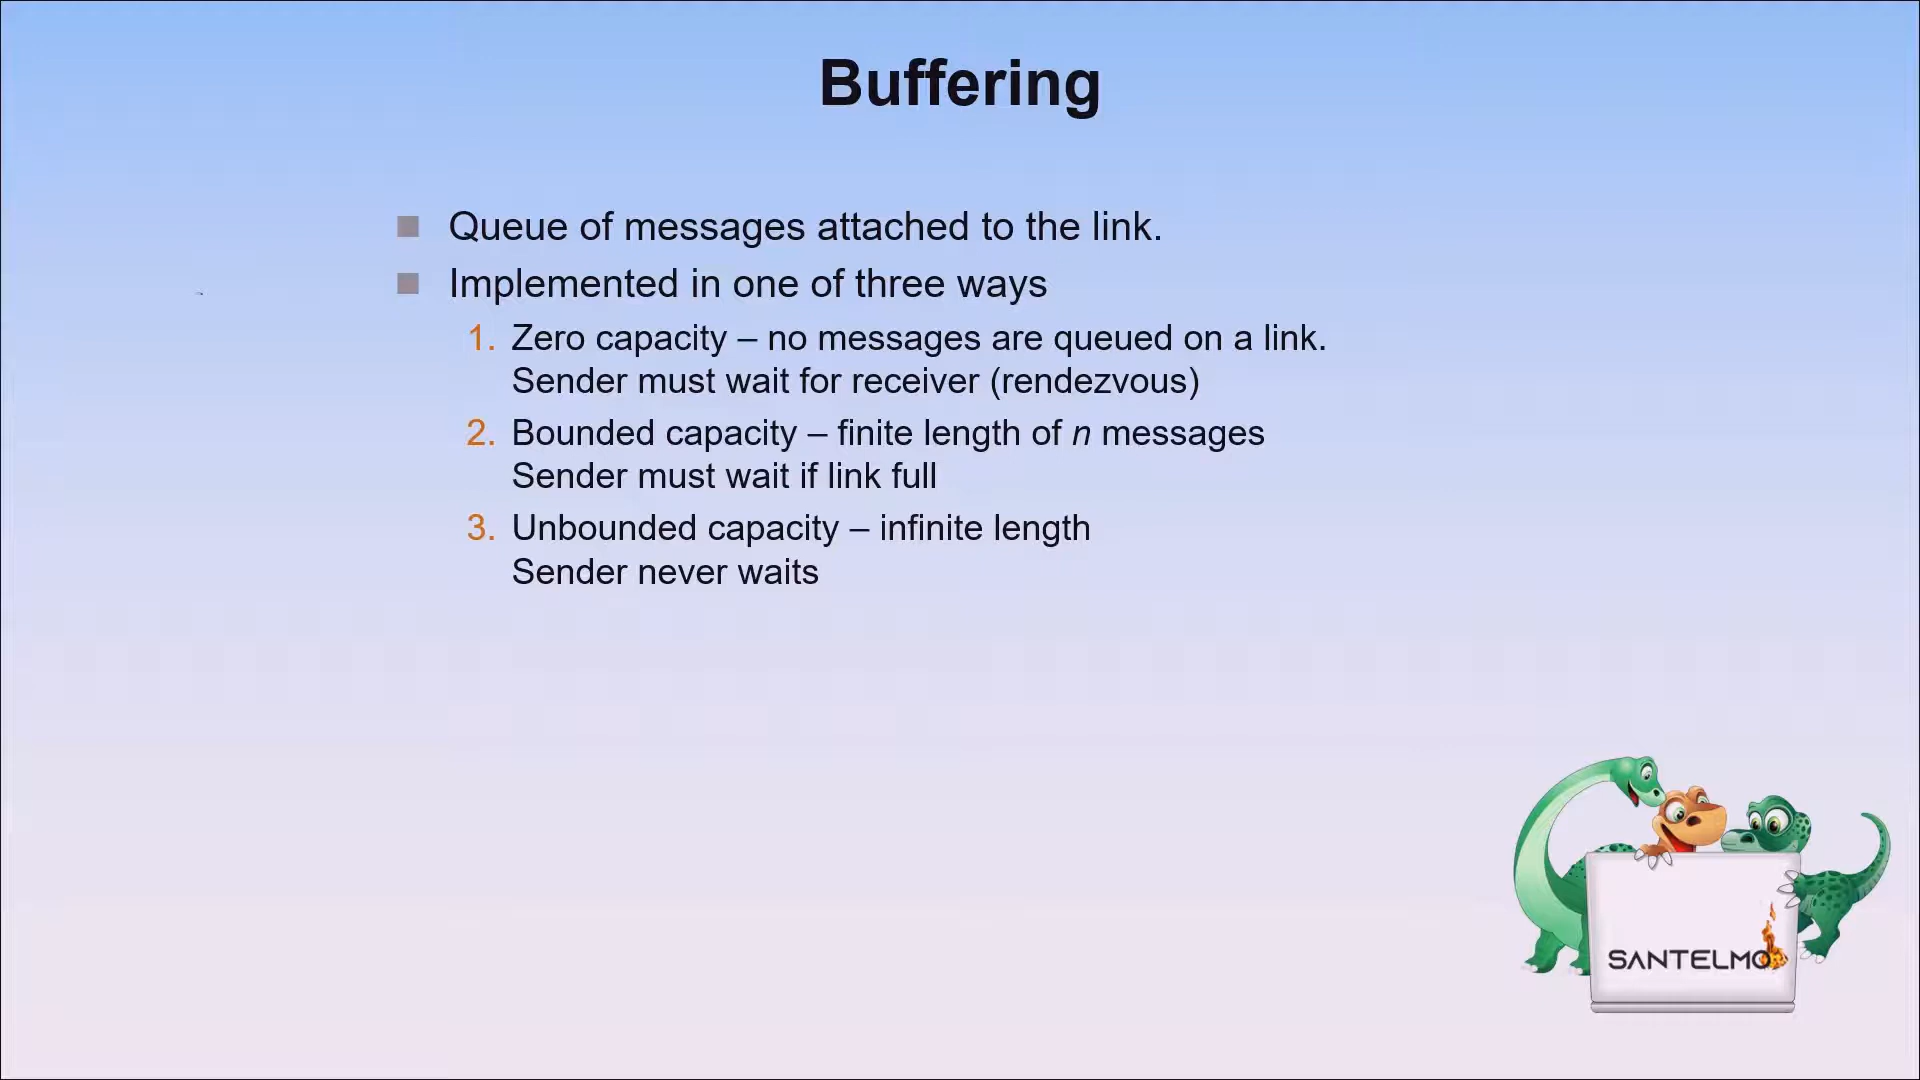 Buffering
Queue of messages attached to the link.
Implemented in one of three ways
1. Zero capacity – no messages are queued on a link.
Sender must wait for receiver (rendezvous)
2. Bounded capacity – finite length of n messages
Sender must wait if link full
3. Unbounded capacity – infinite length
Sender never waits
SANTELMO